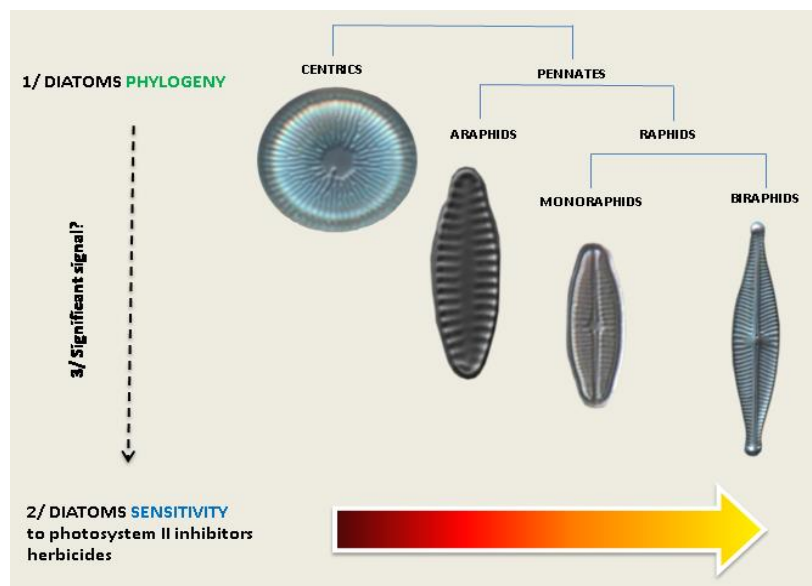 CENTRICS
PENNATES
1/ DIATOMS PHYLOGENY
ARAPHIDS
RAPHIDS
MONORAPHIDS
BIRAPHIDS
3/ Significant signal?
2/ DIATOMS SENSITIVITY
to photosystem II inhibitors
herbicides